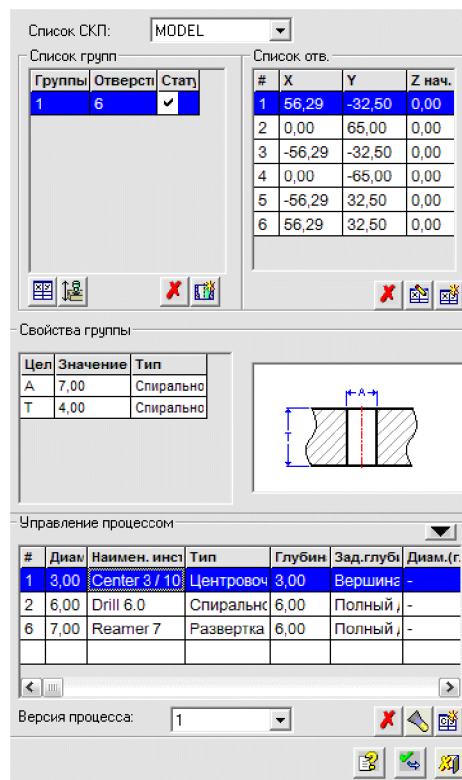 Список СКП: MODEL
Список групп
Группы Отверсті Стату
1 6
Список отв.
# X Y Z нач.
1 56,29 -32,50 0,00
2 0,00 65,00 0,00
3 -56,29 -32,50 0,00
4 0,00 -65,00 0,00
5 -56,29 32,50 0,00
6 56,29 32,50 0,00
Свойства группы
Цел Значение Тип
A 7,00 Спирально
T 4,00 Спирально
A
T
Управление процессом
# Диам Наимен. инст Тип Глубин Зад.глубі Диам.(г.
1 3,00 Center 3 / 10 Центровоч 3,00 Вершина -
2 6,00 Drill 6.0 Спирально 6,00 Полный -
6 7,00 Reamer 7 Развертка 6,00 Полный -
Версия процесса: 1